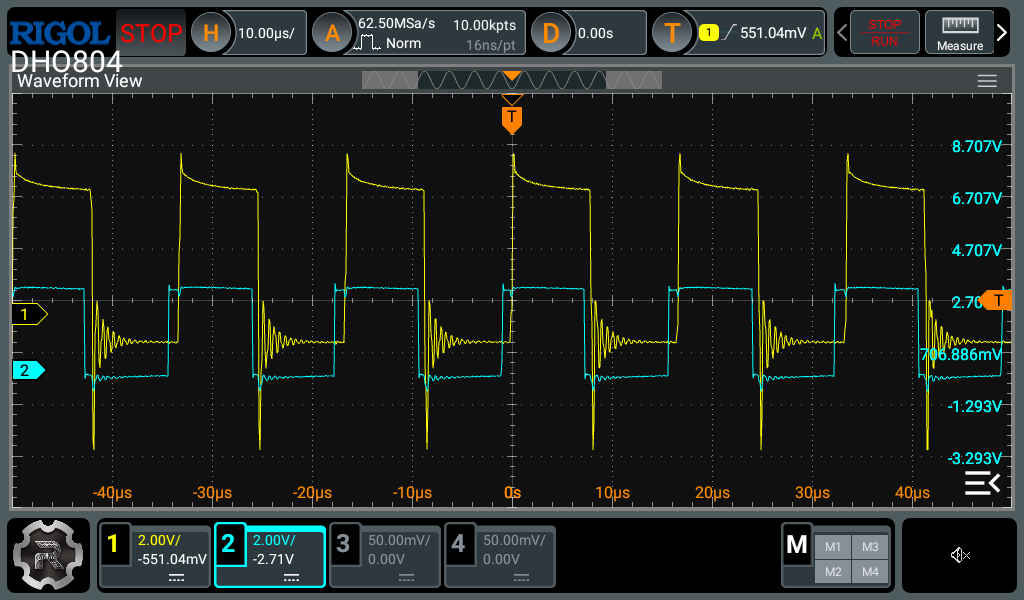 RIGOL STOP H 10.00µs/ A 62.50MSa/s 10.00kpts D 0.00s T 1 551.04mV A STOP
Norm 16ns/pt RUN Measure
DHO804
Waveform View
T
8.707V
6.707V
4.707V
2.70 T
1
706.886mV
2
-1.293V
-3.293V
-40µs -30µs -20µs -10µs 0s 10µs 20µs 30µs 40µs
1 2.00V/ 2 2.00V/ 3 50.00mV/ 4 50.00mV/ M M1 M3
-551.04mV -2.71V 0.00V 0.00V M2 M4